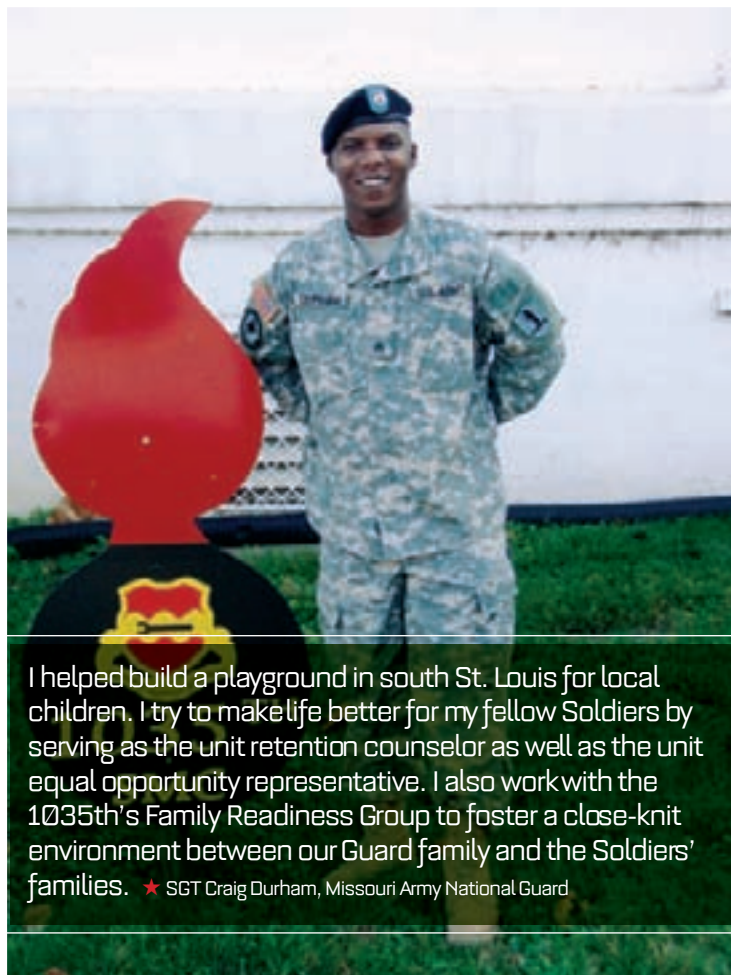 I helped build a playground in south St. Louis for local
children. I try to make life better for my fellow Soldiers by
serving as the unit retention counselor as well as the unit
equal opportunity representative. I also work with the
1035th's Family Readiness Group to foster a close-knit
environment between our Guard family and the Soldiers'
families. ★ SGT Craig Durham, Missouri Army National Guard